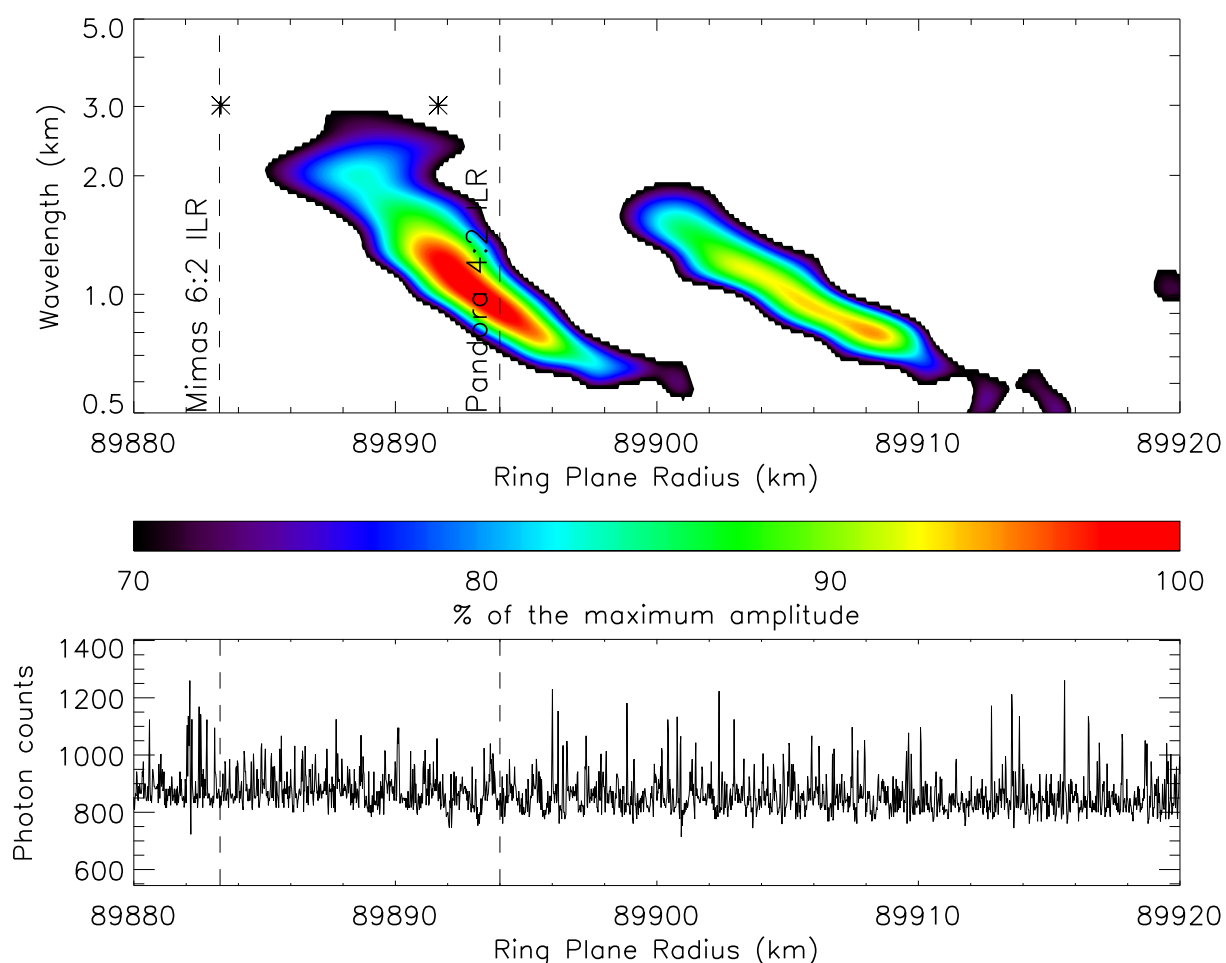 5.0
3.0
2.0
1.0
0.5
Wavelength (km)
Mimas 6:2 ILR
Pandora 4:2 ILR
89880 89890 89900 89910 89920
Ring Plane Radius (km)
70 80 90 100
% of the maximum amplitude
1400
1200
1000
800
600
Photon counts
89880 89890 89900 89910 89920
Ring Plane Radius (km)